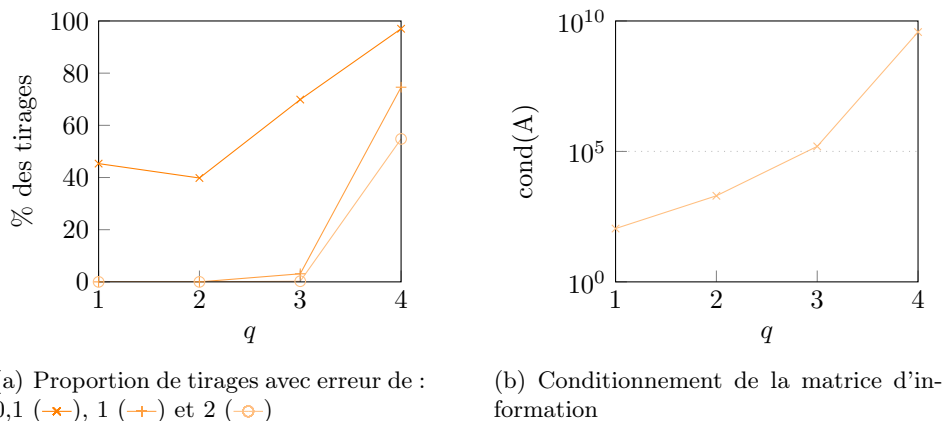 100
80
60
40
20
0
% des tirages
1 2 3 4
q
10^10
10^5
10^0
cond(A)
1 2 3 4
q
(a) Proportion de tirages avec erreur de :
0,1 ( ), 1 ( ) et 2 ( )
(b) Conditionnement de la matrice d'in-
formation